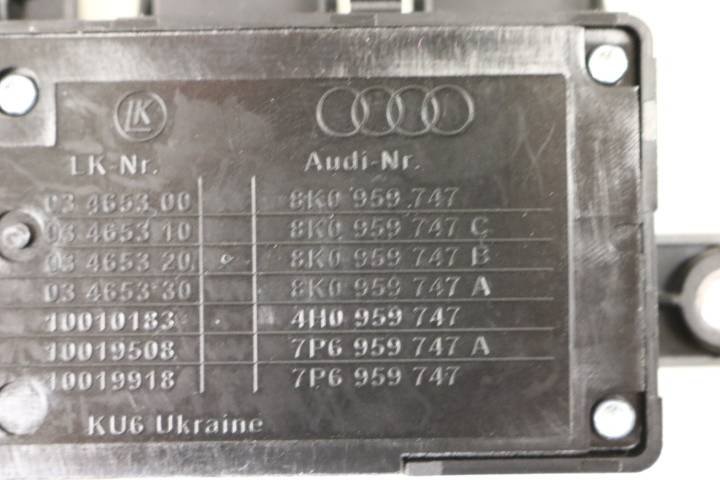 LK
LK-Nr. Audi-Nr.
03 4653 00 8K0 959 747
03 4653 10 8K0 959 747 C
03 4653 20 8K0 959 747 B
03 4653 30 8K0 959 747 A
10010183 4H0 959 747
10019508 7P6 959 747 A
10019918 7P6 959 747
KU6 Ukraine